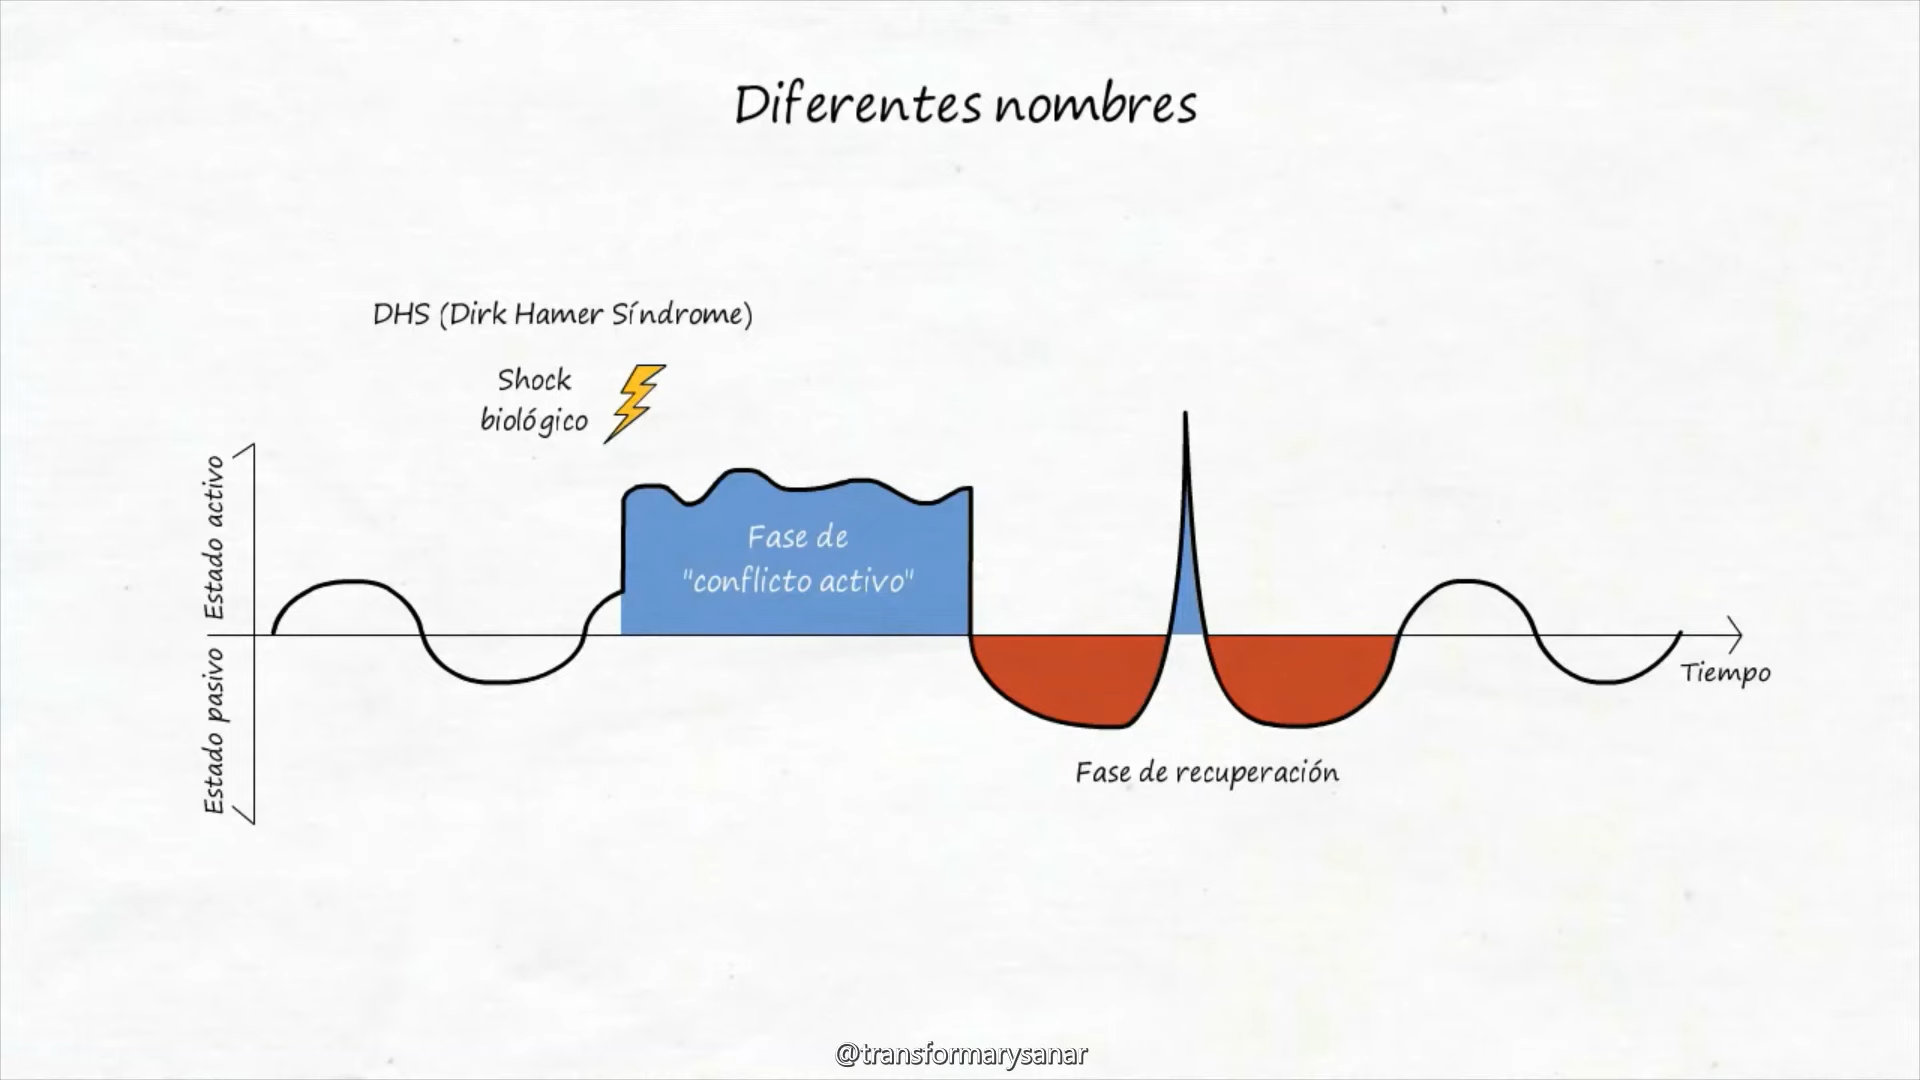 Diferentes nombres
DHS (Dirk Hamer Síndrome)
Shock
biológico
Estado activo
Estado pasivo
Fase de
"conflicto activo"
Tiempo
Fase de recuperación
@transformarysanar